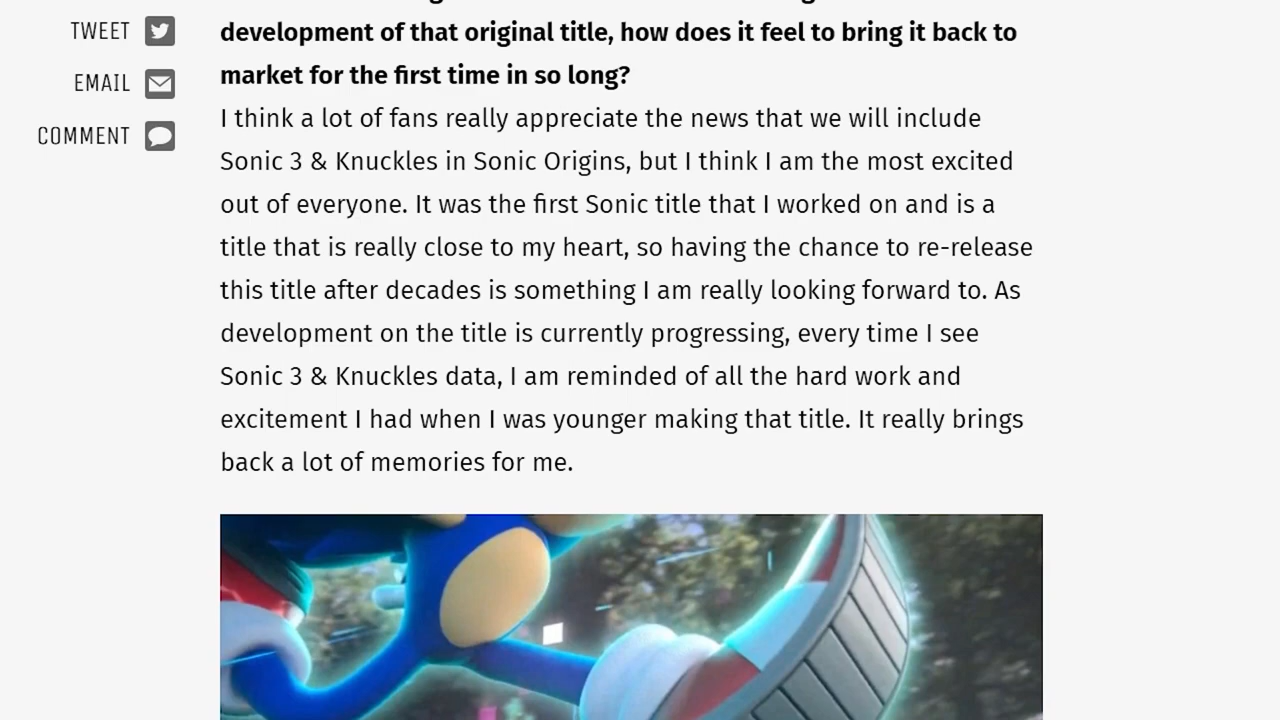 TWEET
EMAIL
COMMENT
development of that original title, how does it feel to bring it back to
market for the first time in so long?
I think a lot of fans really appreciate the news that we will include
Sonic 3 & Knuckles in Sonic Origins, but I think I am the most excited
out of everyone. It was the first Sonic title that I worked on and is a
title that is really close to my heart, so having the chance to re-release
this title after decades is something I am really looking forward to. As
development on the title is currently progressing, every time I see
Sonic 3 & Knuckles data, I am reminded of all the hard work and
excitement I had when I was younger making that title. It really brings
back a lot of memories for me.